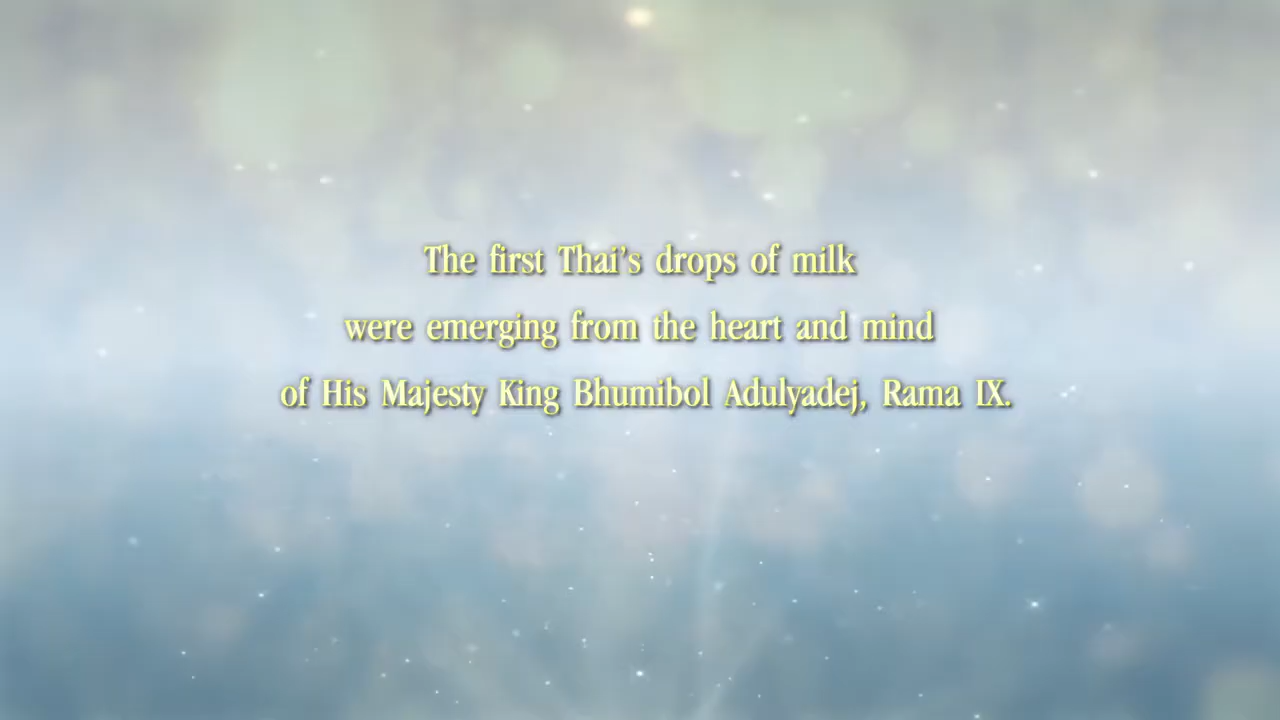 The first Thai's drops of milk
were emerging from the heart and mind
of His Majesty King Bhumibol Adulyadej, Rama IX.